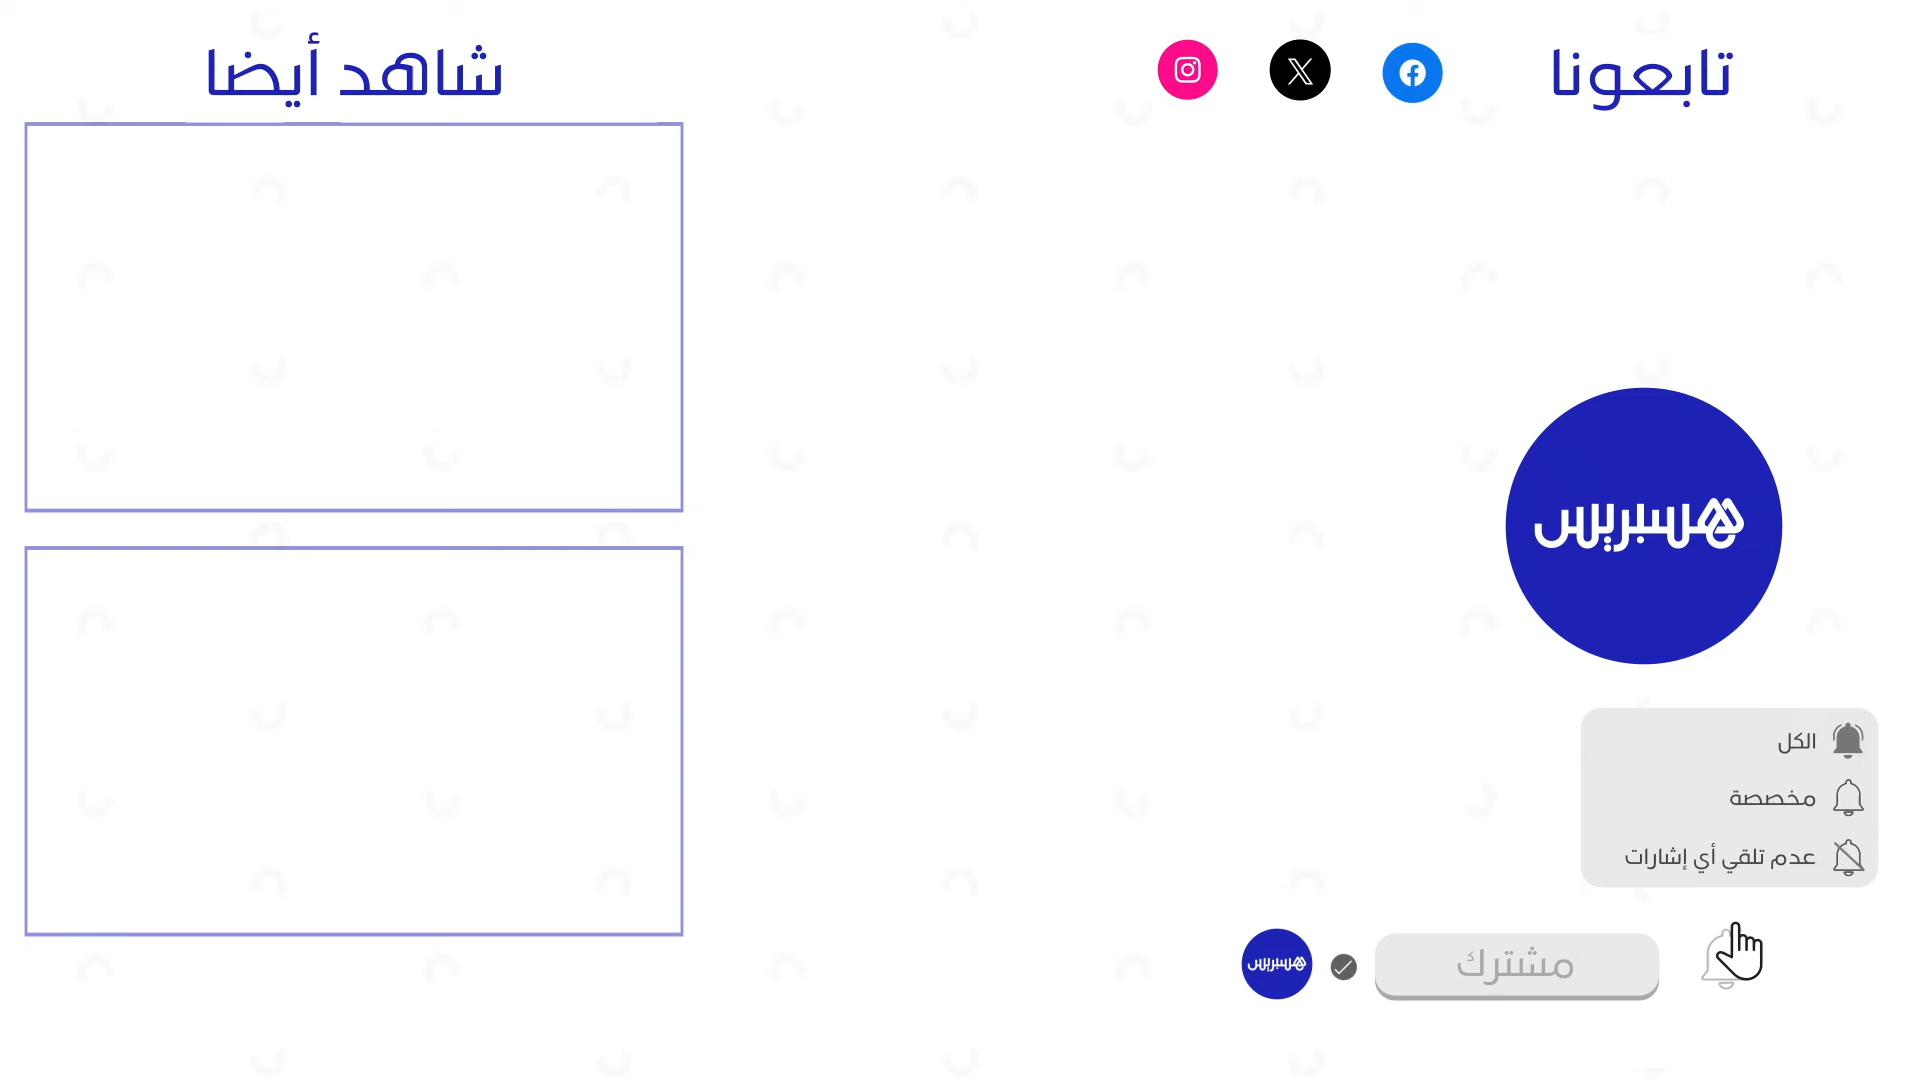 تابعونا
شاهد أيضا
هسبريس
الكل
مخصصة
عدم تلقي أي إشارات
مشترك
هسبريس